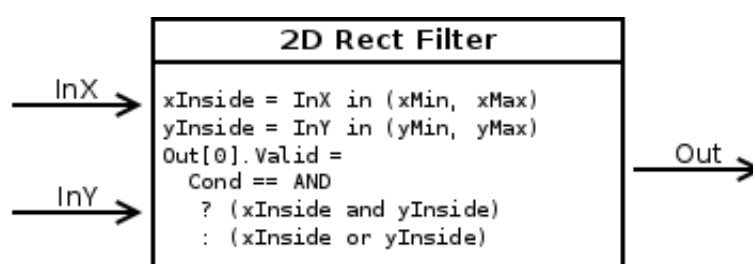 2D Rect Filter
InX
xInside = InX in (xMin, xMax)
yInside = InY in (yMin, yMax)
Out[0].Valid =
Out
Cond == AND
InY
? (xInside and yInside)
: (xInside or yInside)